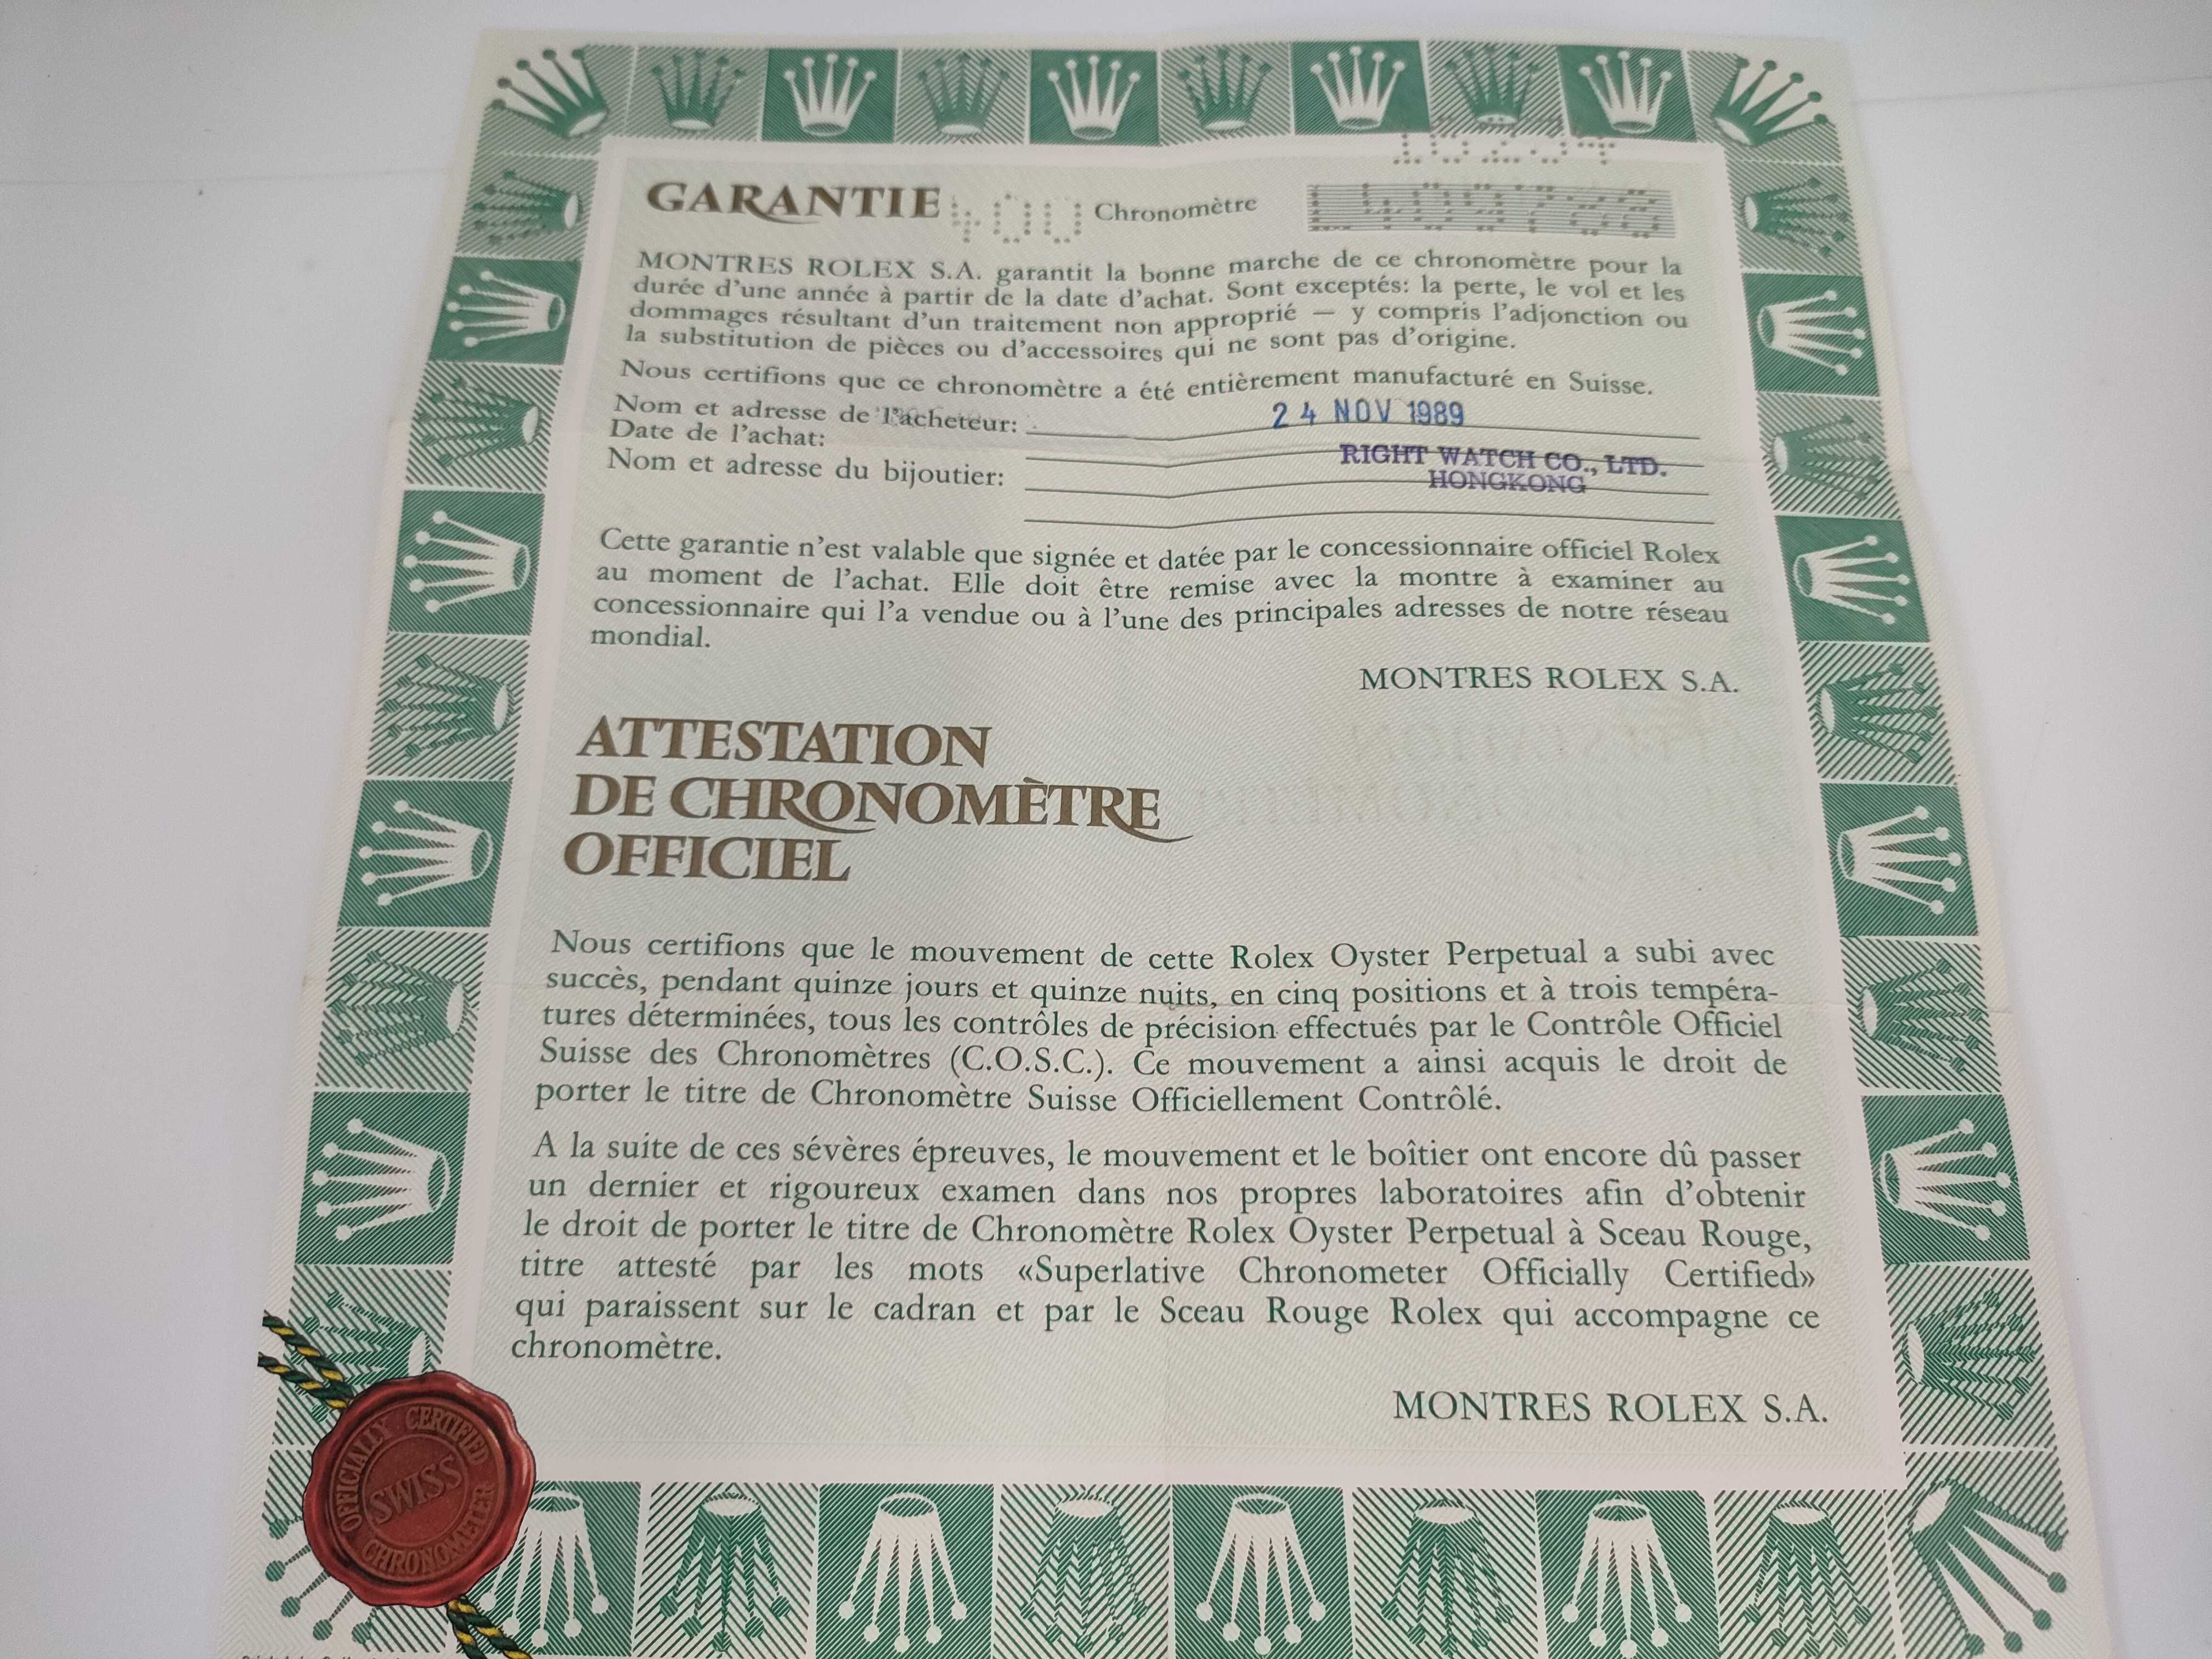 16234
GARANTIE 400 Chronomètre L409788
MONTRES ROLEX S.A. garantit la bonne marche de ce chronomètre pour la
durée d'une année à partir de la date d'achat. Sont exceptés: la perte, le vol et les
dommages résultant d'un traitement non approprié — y compris l'adjonction ou
la substitution de pièces ou d'accessoires qui ne sont pas d'origine.
Nous certifions que ce chronomètre a été entièrement manufacturé en Suisse.
Nom et adresse de l'acheteur:
24 NOV 1989
Date de l'achat:
RIGHT WATCH CO., LTD.
Nom et adresse du bijoutier:
HONGKONG
Cette garantie n'est valable que signée et datée par le concessionnaire officiel Rolex
au moment de l'achat. Elle doit être remise avec la montre à examiner au
concessionnaire qui l'a vendue ou à l'une des principales adresses de notre réseau
mondial.
MONTRES ROLEX S.A.
ATTESTATION
DE CHRONOMÈTRE
OFFICIEL
Nous certifions que le mouvement de cette Rolex Oyster Perpetual a subi avec
succès, pendant quinze jours et quinze nuits, en cinq positions et à trois tempéra-
tures déterminées, tous les contrôles de précision effectués par le Contrôle Officiel
Suisse des Chronomètres (C.O.S.C.). Ce mouvement a ainsi acquis le droit de
porter le titre de Chronomètre Suisse Officiellement Contrôlé.
A la suite de ces sévères épreuves, le mouvement et le boîtier ont encore dû passer
un dernier et rigoureux examen dans nos propres laboratoires afin d'obtenir
le droit de porter le titre de Chronomètre Rolex Oyster Perpetual à Sceau Rouge,
titre attesté par les mots «Superlative Chronometer Officially Certified»
qui paraissent sur le cadran et par le Sceau Rouge Rolex qui accompagne ce
chronomètre.
MONTRES ROLEX S.A.
OFFICIALLY CERTIFIED
SWISS
CHRONOMETER